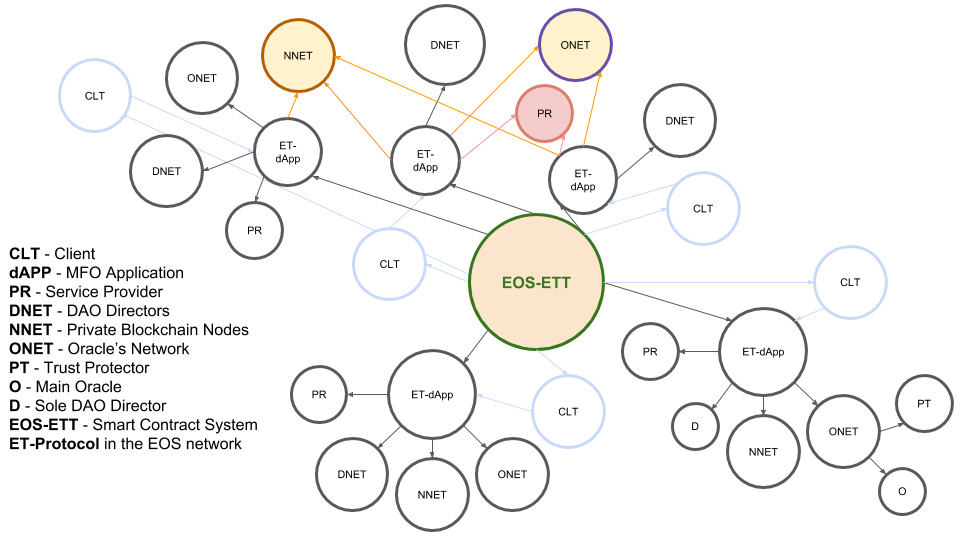 DNET
ONET
NNET
ONET
CLT
PR
DNET
ET-
dApp
ET-
dApp
ET-
dApp
DNET
CLT
PR
CLT
EOS-ETT
CLT
CLT - Client
dAPP - MFO Application
PR - Service Provider
DNET - DAO Directors
NNET - Private Blockchain Nodes
ONET - Oracle's Network
PT - Trust Protector
O - Main Oracle
D - Sole DAO Director
EOS-ETT - Smart Contract System
ET-Protocol in the EOS network
PR
ET-dApp
PR
ET-dApp
CLT
D
ONET
PT
NNET
DNET
NNET
ONET
O